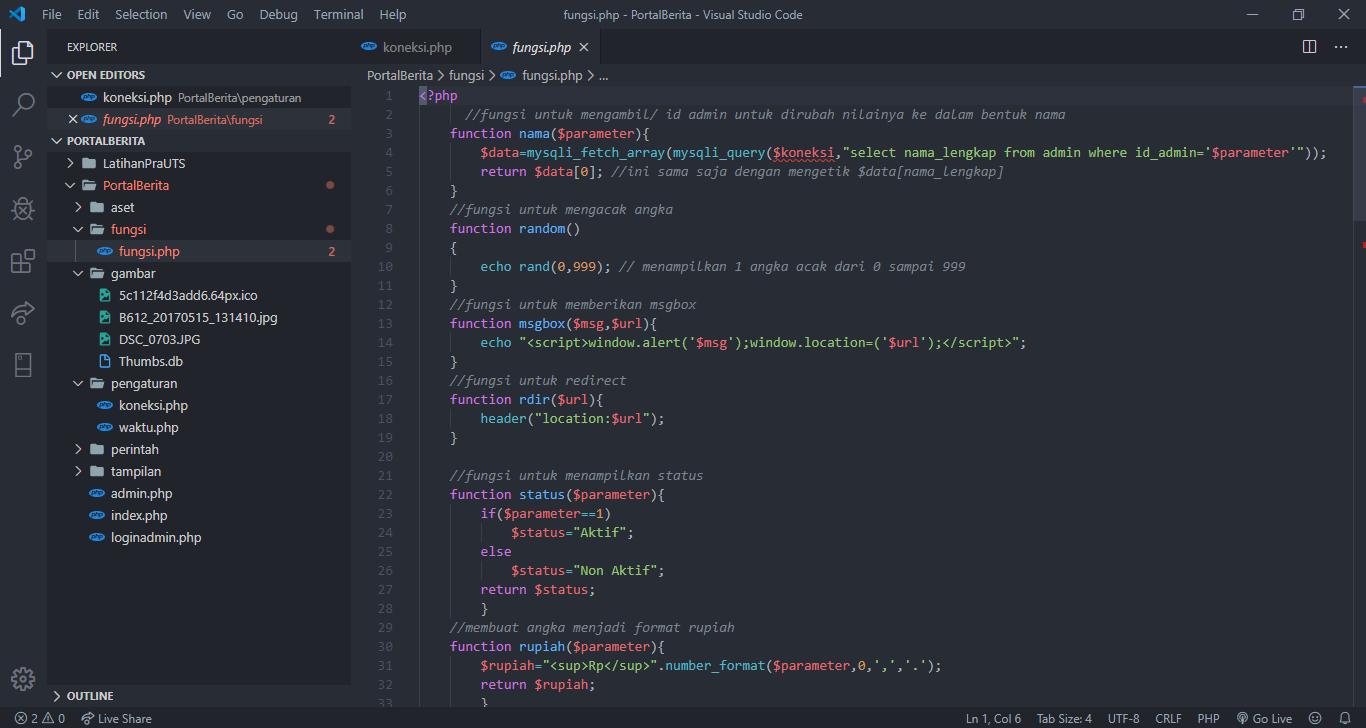 File Edit Selection View Go Debug Terminal Help
fungsi.php - PortalBerita - Visual Studio Code
EXPLORER
OPEN EDITORS
koneksi.php PortalBerita\pengaturan
fungsi.php PortalBerita\fungsi 2
PORTALBERITA
LatihanPraUTS
PortalBerita
aset
fungsi
fungsi.php 2
gambar
5c112f4d3add6.64px.ico
B612_20170515_131410.jpg
DSC_0703.JPG
Thumbs.db
pengaturan
koneksi.php
waktu.php
perintah
tampilan
admin.php
index.php
loginadmin.php
OUTLINE
koneksi.php
fungsi.php
PortalBerita > fungsi > fungsi.php > ...
1 <?php
2 //fungsi untuk mengambil/ id admin untuk dirubah nilainya ke dalam bentuk nama
3 function nama($parameter){
4 $data=mysqli_fetch_array(mysqli_query($koneksi,"select nama_lengkap from admin where id_admin='$parameter'"));
5 return $data[0]; //ini sama saja dengan mengetik $data[nama_lengkap]
6 }
7 //fungsi untuk mengacak angka
8 function random()
9 {
10 echo rand(0,999); // menampilkan 1 angka acak dari 0 sampai 999
11 }
12 //fungsi untuk memberikan msgbox
13 function msgbox($msg,$url){
14 echo "<script>window.alert('$msg');window.location=('$url');</script>";
15 }
16 //fungsi untuk redirect
17 function rdir($url){
18 header("location:$url");
19 }
20
21 //fungsi untuk menampilkan status
22 function status($parameter){
23 if($parameter==1)
24 $status="Aktif";
25 else
26 $status="Non Aktif";
27 return $status;
28 }
29 //membuat angka menjadi format rupiah
30 function rupiah($parameter){
31 $rupiah="<sup>Rp</sup>".number_format($parameter,0,',','.');
32 return $rupiah;
33 }
2 0 Live Share
Ln 1, Col 6 Tab Size: 4 UTF-8 CRLF PHP Go Live